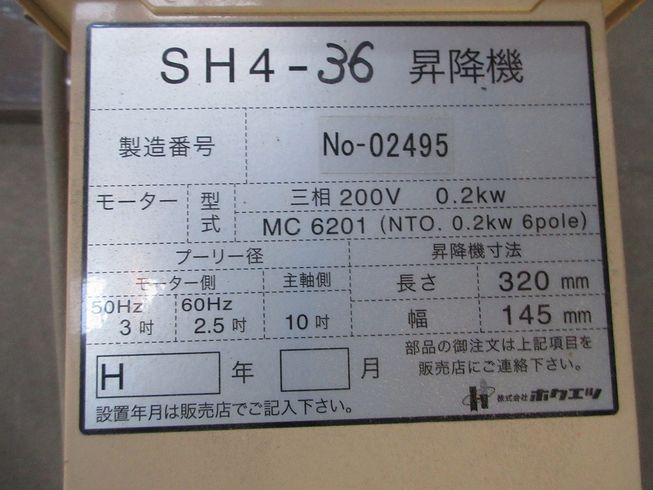 SH4-36 昇降機
製造番号 No-02495
モーター 型式 三相 200V 0.2kw
MC 6201 (NTO. 0.2kw 6pole)
プーリー径 昇降機寸法
モーター側 主軸側 長さ 320 mm
50Hz 3吋 60Hz 2.5吋 10吋 幅 145 mm
部品の御注文は上記項目を
販売店にご連絡下さい。
H 年 月
設置年月は販売店でご記入下さい。
株式会社 ホクエツ